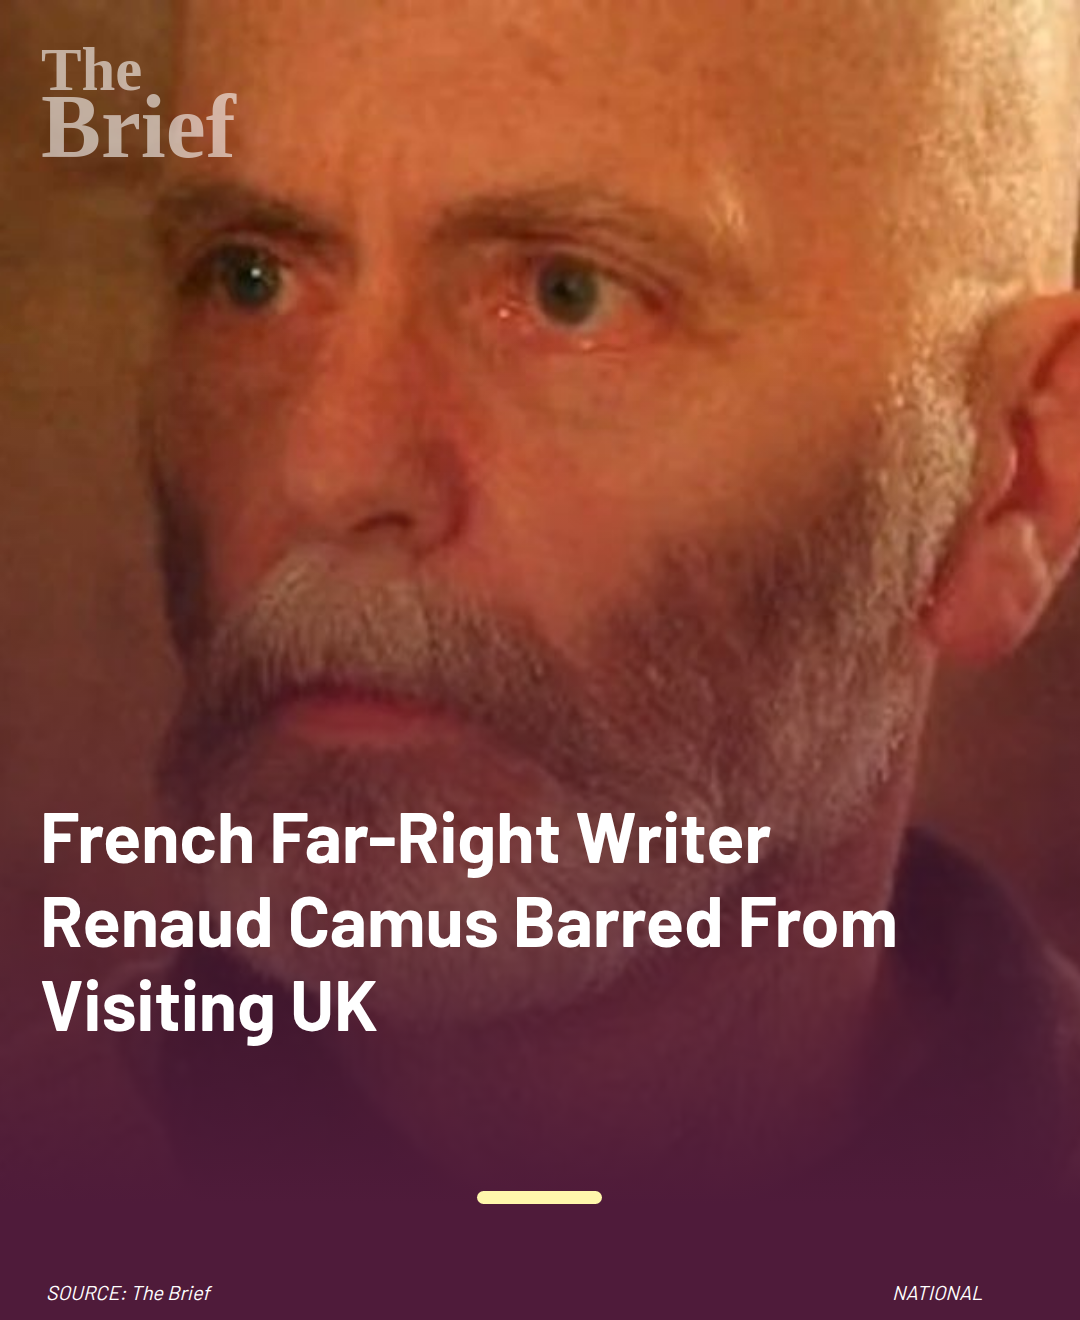 The
Brief
French Far-Right Writer
Renaud Camus Barred From
Visiting UK
SOURCE: The Brief
NATIONAL